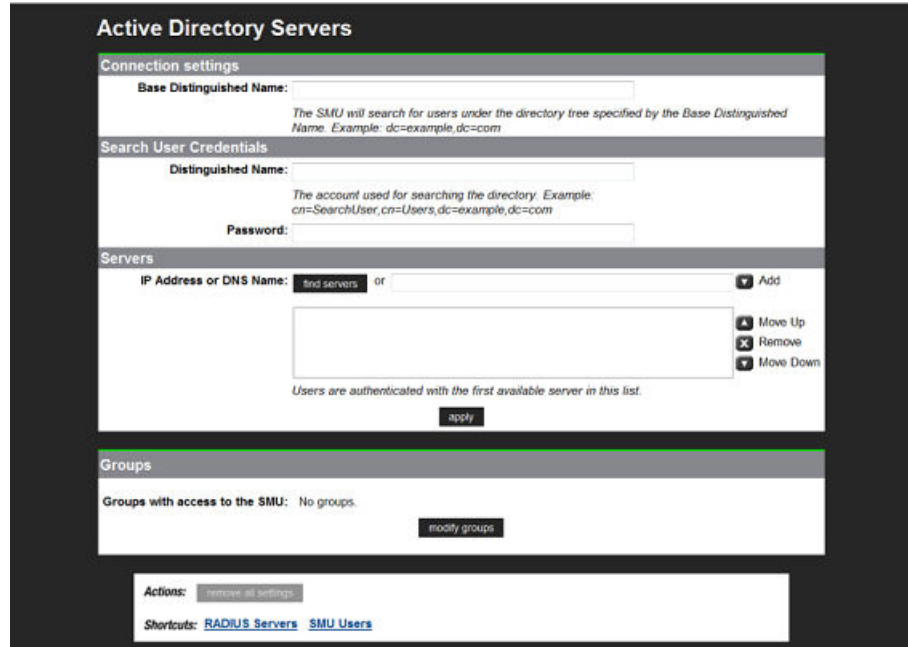 Active Directory Servers
Connection settings
Base Distinguished Name:
The SMU will search for users under the directory tree specified by the Base Distinguished
Name. Example: dc=example,dc=com
Search User Credentials
Distinguished Name:
The account used for searching the directory. Example:
cn=SearchUser,cn=Users,dc=example,dc=com
Password:
Servers
IP Address or DNS Name: find servers or Add
Move Up
Remove
Move Down
Users are authenticated with the first available server in this list.
apply
Groups
Groups with access to the SMU: No groups.
modify groups
Actions: remove all settings
Shortcuts: RADIUS Servers SMU Users